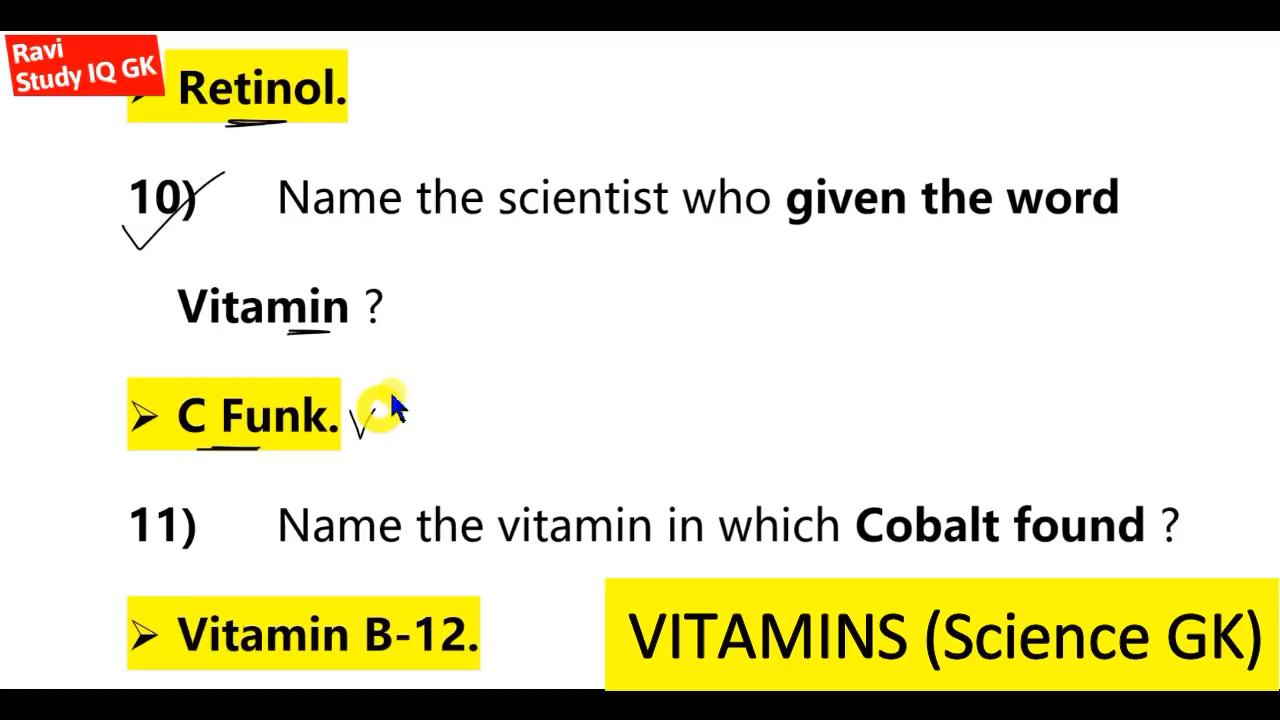 Ravi
Study IQ GK
➢ Retinol.
10) Name the scientist who given the word
Vitamin ?
➢ C Funk.
11) Name the vitamin in which Cobalt found ?
➢ Vitamin B-12.
VITAMINS (Science GK)